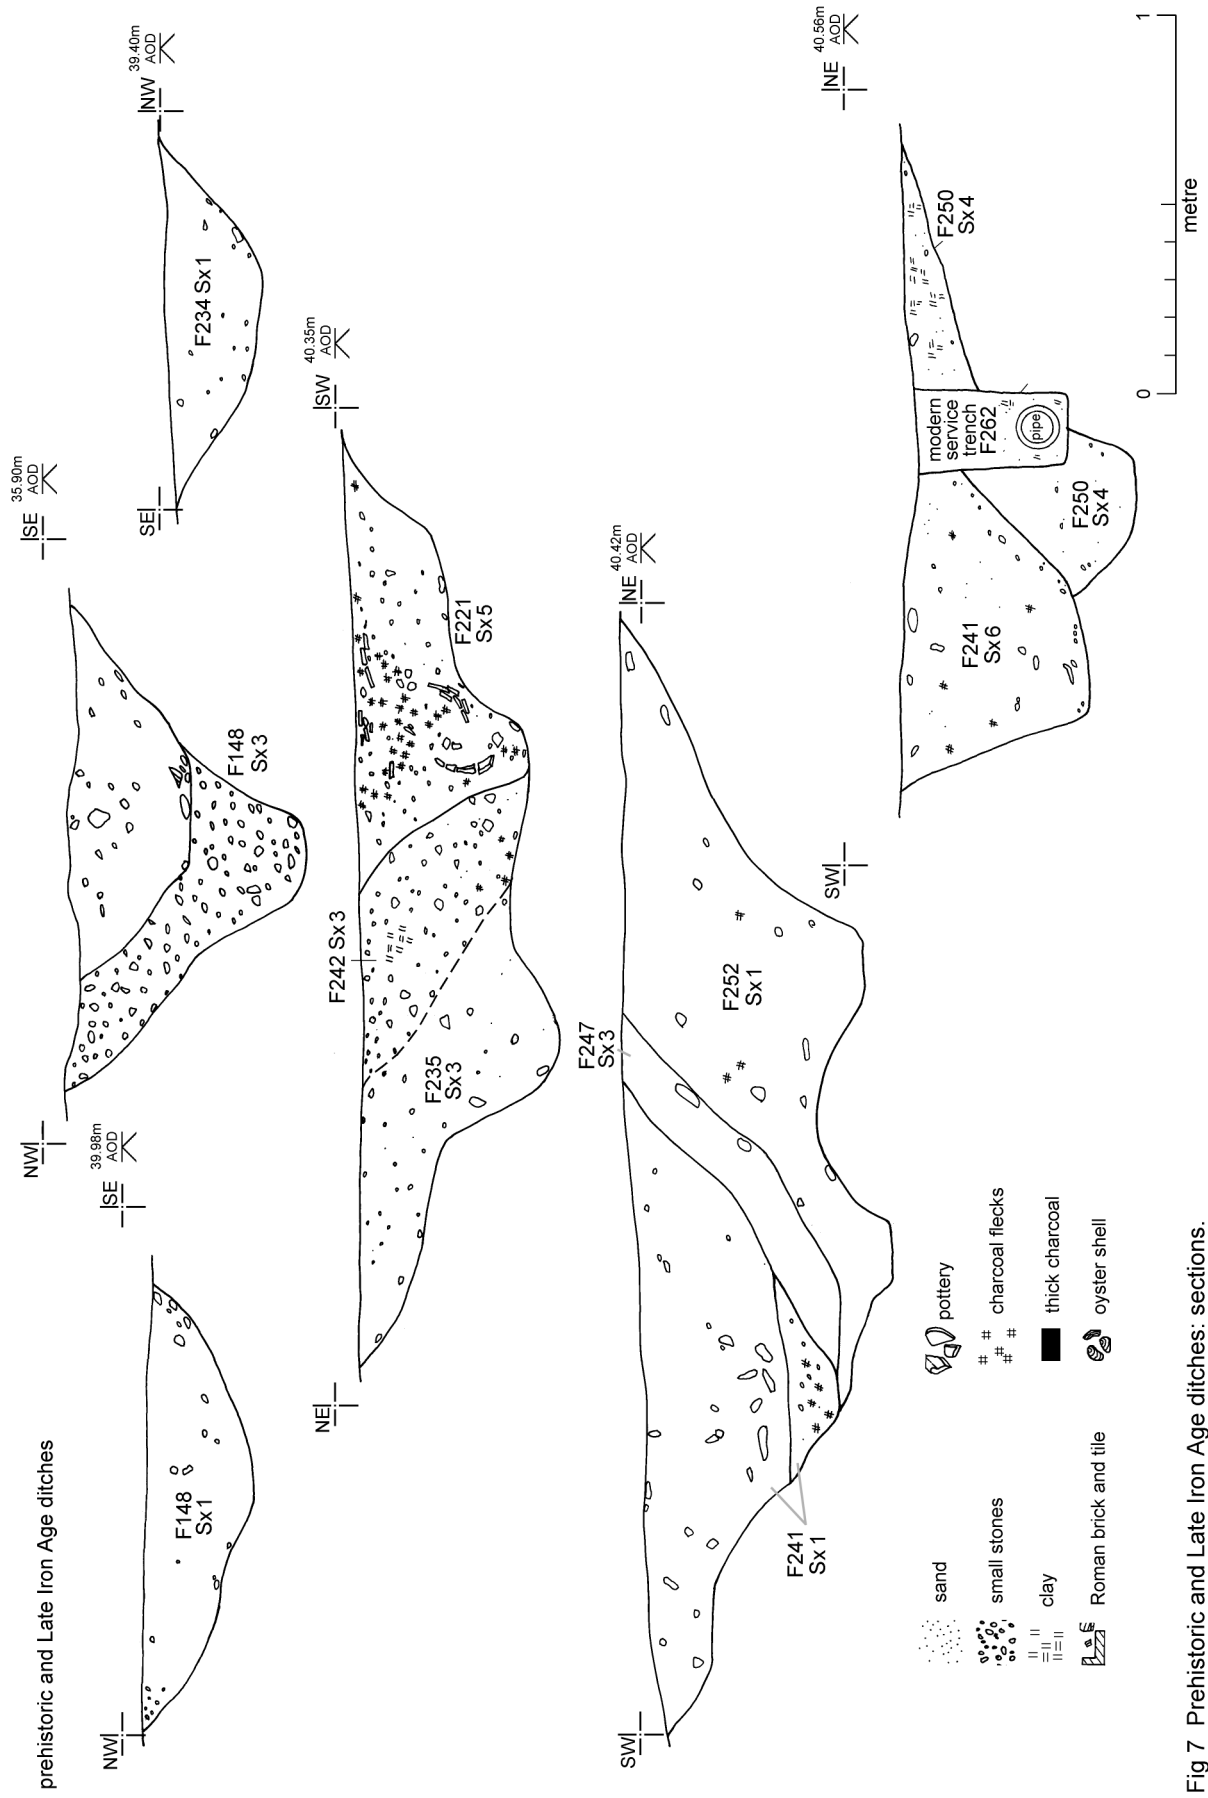 prehistoric and Late Iron Age ditches
NW
F148
Sx1
SE
39.98m
AOD
NW
F148
Sx3
SE
35.90m
AOD
SE
F234 Sx1
NW
39.40m
AOD
NE
F235
Sx3
F242 Sx3
F221
Sx5
SW
40.35m
AOD
SW
F241
Sx1
F247
Sx3
F252
Sx1
NE
40.42m
AOD
SW
F241
Sx6
F250
Sx4
modern
service
trench
F262
pipe
F250
Sx4
NE
40.56m
AOD
sand
small stones
clay
Roman brick and tile
pottery
charcoal flecks
thick charcoal
oyster shell
0
1
metre
Fig 7 Prehistoric and Late Iron Age ditches: sections.